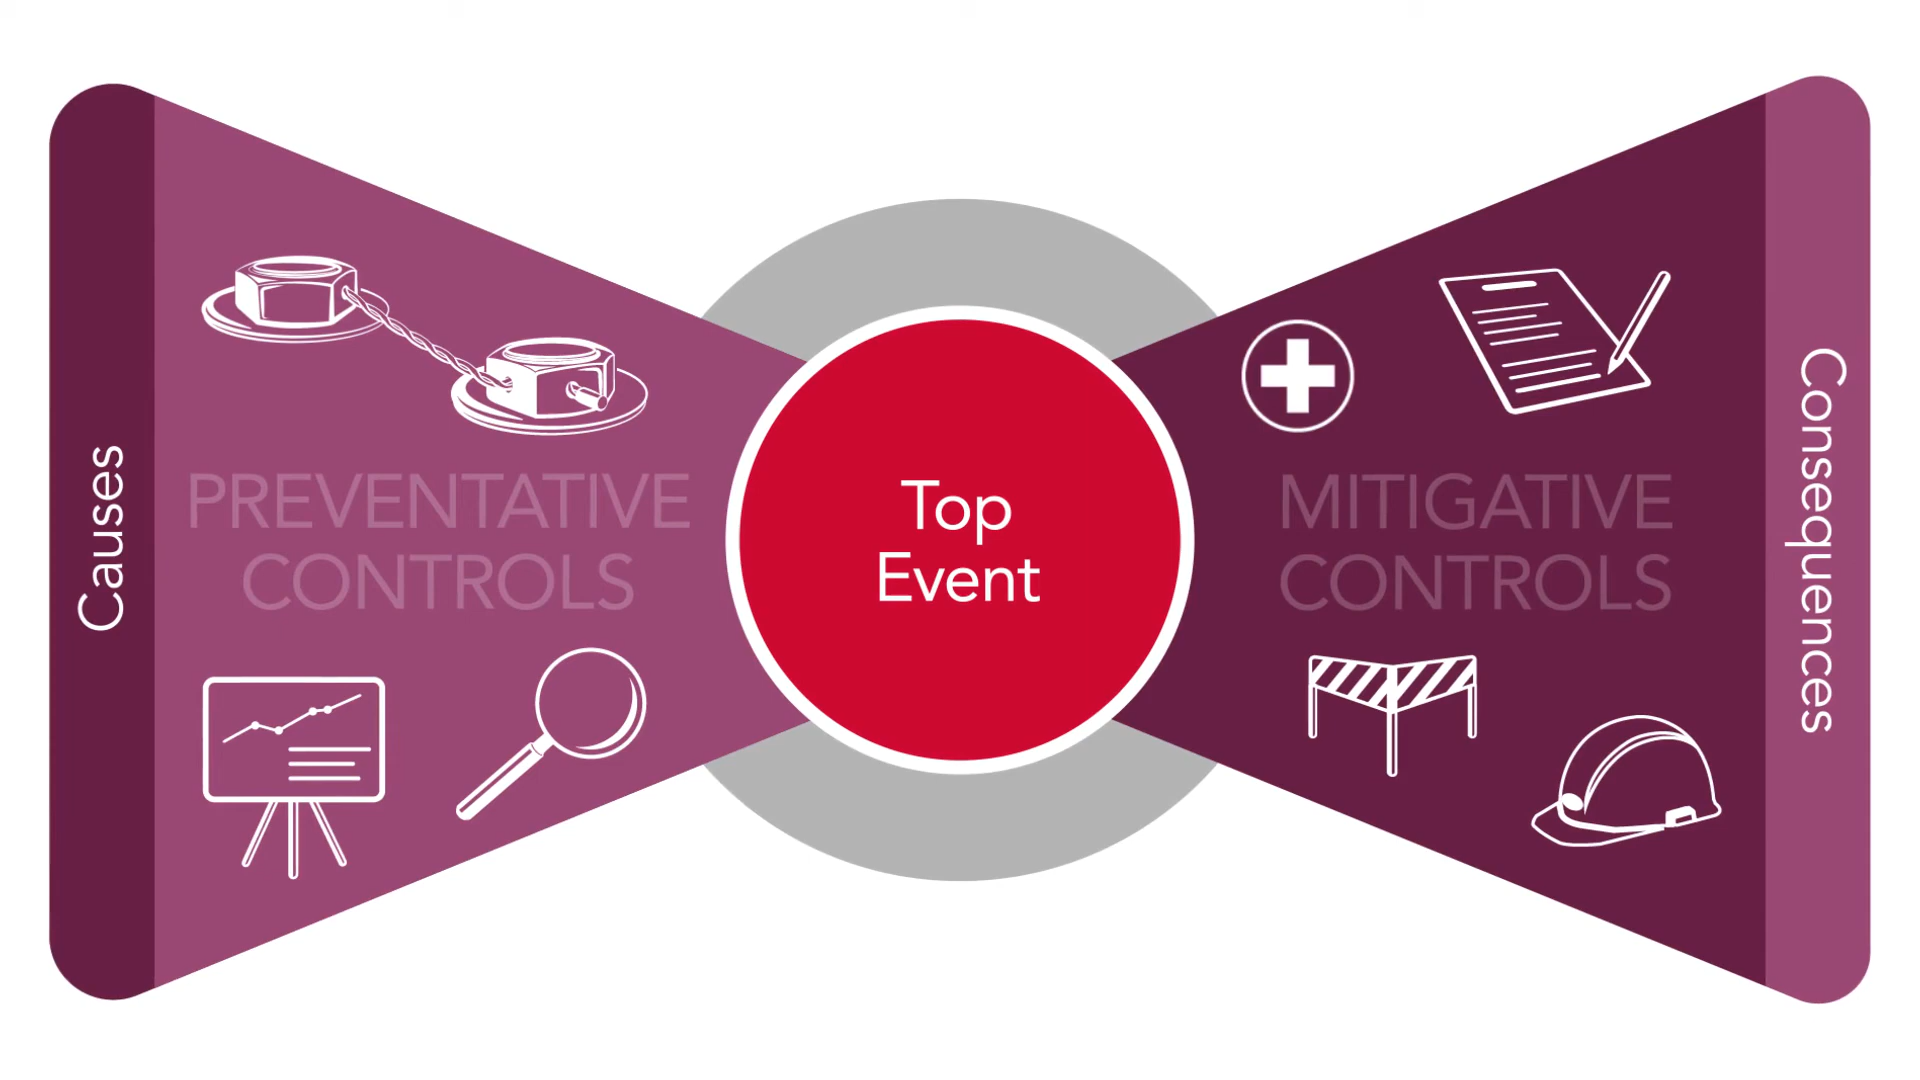 Causes
PREVENTATIVE
CONTROLS
Top
Event
MITIGATIVE
CONTROLS
Consequences